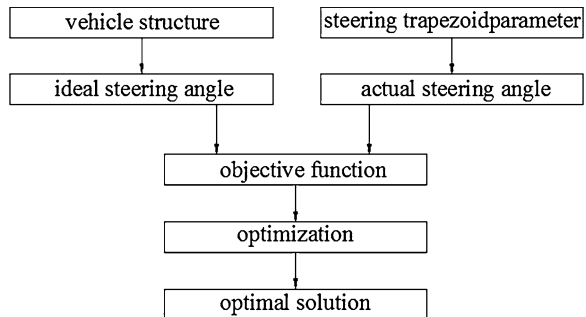 vehicle structure
steering trapezoidparameter
ideal steering angle
actual steering angle
objective function
optimization
optimal solution